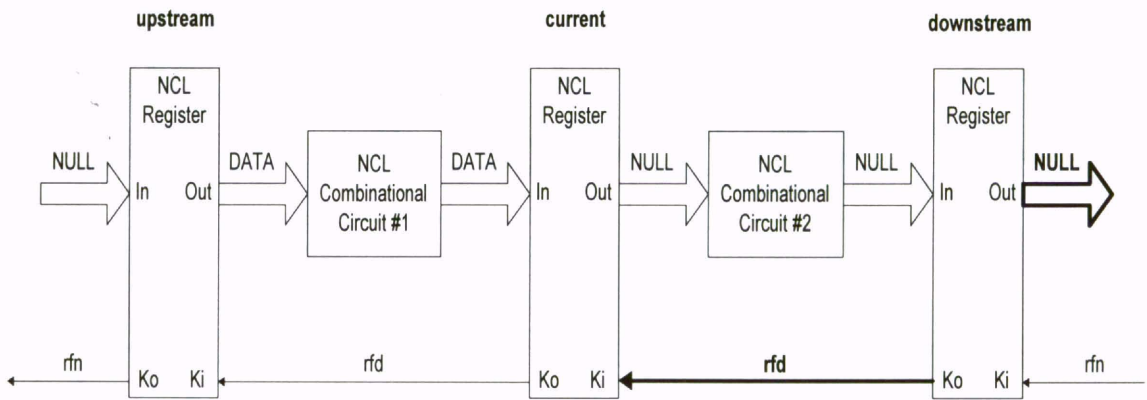 upstream
current
downstream
NCL
Register
NCL
Register
NCL
Register
NULL
DATA
NCL
Combinational
Circuit #1
DATA
NULL
NCL
Combinational
Circuit #2
NULL
NULL
In Out
In Out
In Out
rfn
Ko Ki
rfd
Ko Ki
rfd
Ko Ki
rfn